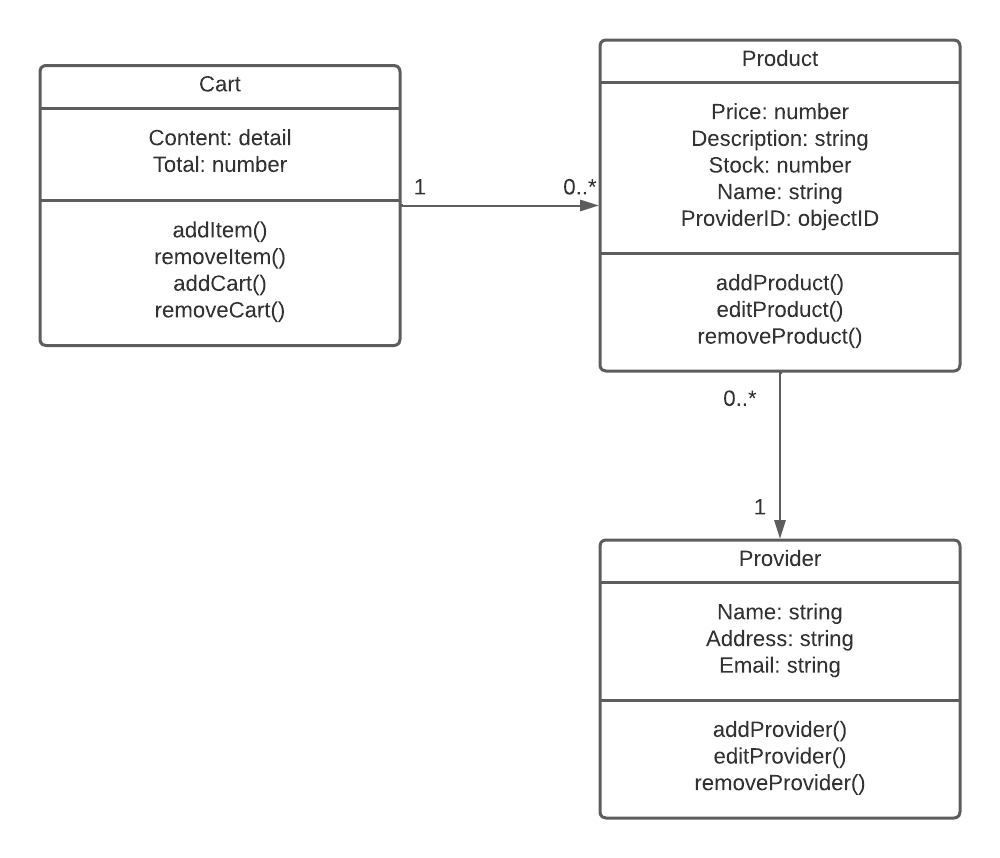 Cart
Content: detail
Total: number
addItem()
removeItem()
addCart()
removeCart()
1
0..*
Product
Price: number
Description: string
Stock: number
Name: string
ProviderID: objectID
addProduct()
editProduct()
removeProduct()
0..*
1
Provider
Name: string
Address: string
Email: string
addProvider()
editProvider()
removeProvider()